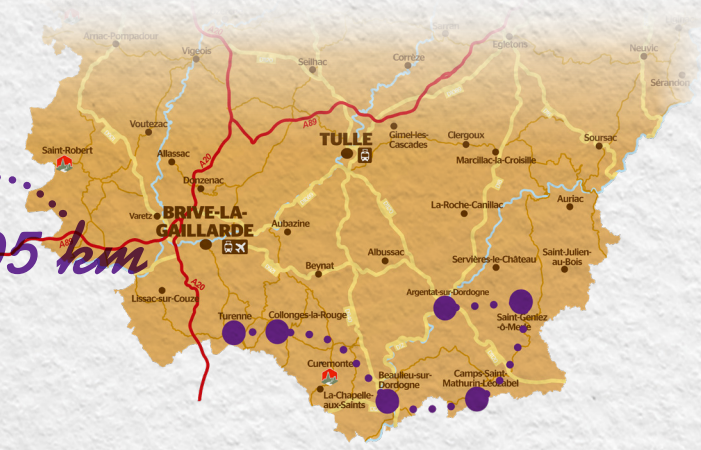 Arnac-Pompadour
Vigeois
Seilhac
Corrèze
Egletons
Neuvic
Sérandon
Voutezac
A89
TULLE
Gimel-les-
Cascades
Clergoux
Soursac
Saint-Robert
Allassac
A20
Marcillac-la-Croisille
Donzenac
Varetz
BRIVE-LA-
GAILLARDE
Aubazine
La-Roche-Canillac
Auriac
A89
5 km
Beynat
Albussac
Servières-le-Château
Saint-Julien-
au-Bois
Lissac-sur-Couze
A20
Argentat-sur-Dordogne
Turenne
Collonges-la-Rouge
Saint-Geniez
-ô-Merle
Curemonte
Beaulieu-sur-
Dordogne
Camps-Saint-
Mathurin-Léobazel
La-Chapelle-
aux-Saints